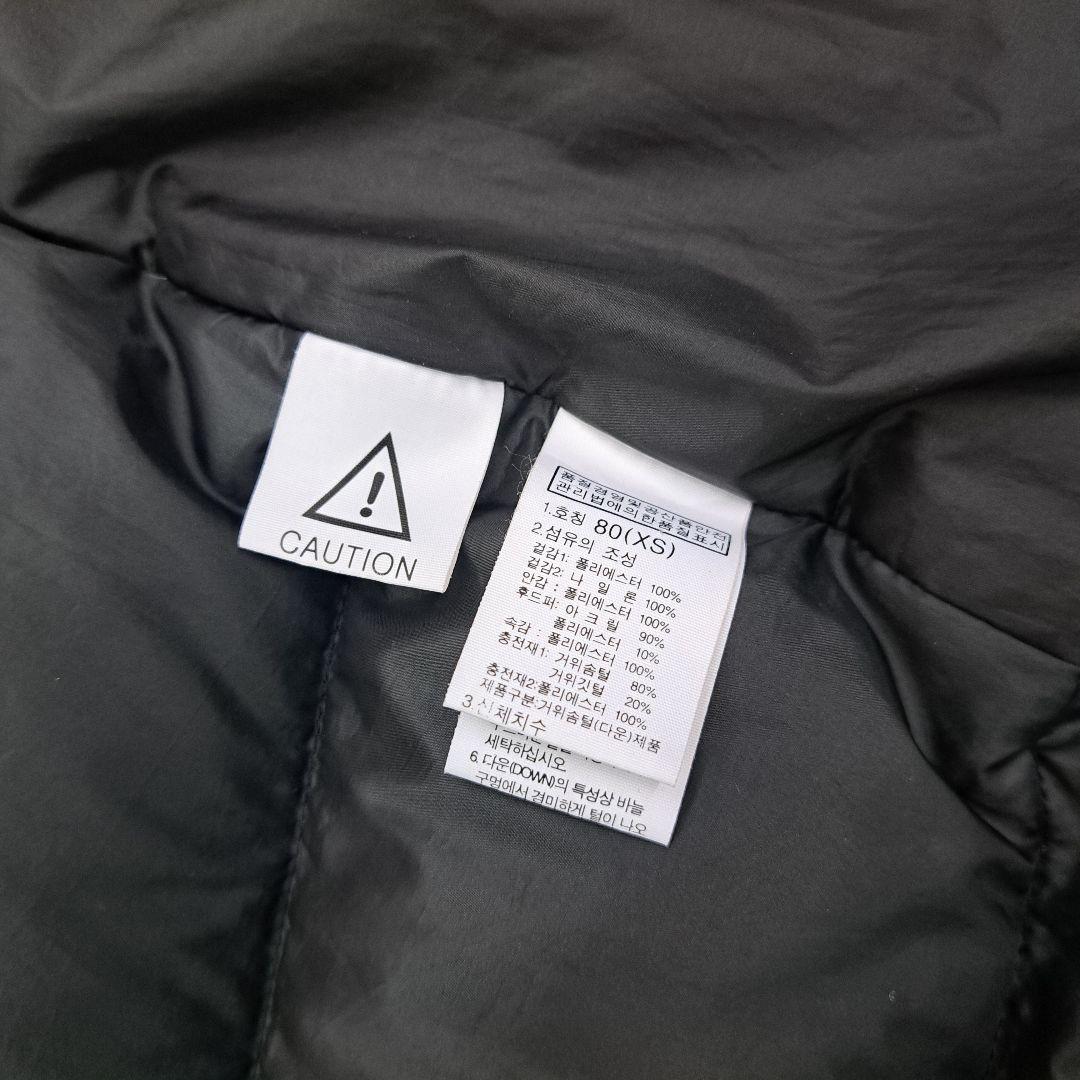 CAUTION
품질경영및공산품안전
관리법에의한품질표시
1.호칭 80(XS)
2.섬유의 조성
겉감1: 폴리에스터 100%
겉감2: 나 일 론 100%
안감 : 폴리에스터 100%
후드퍼: 아 크 릴 90%
폴리에스터 10%
속감 : 폴리에스터 100%
충전재1: 거위솜털 80%
거위깃털 20%
충전재2:폴리에스터 100%
제품구분:거위솜털(다운)제품
3.신체치수
세탁하십시오
6. 다운(DOWN)의 특성상 바늘
구멍에서 경미하게 털이 나오